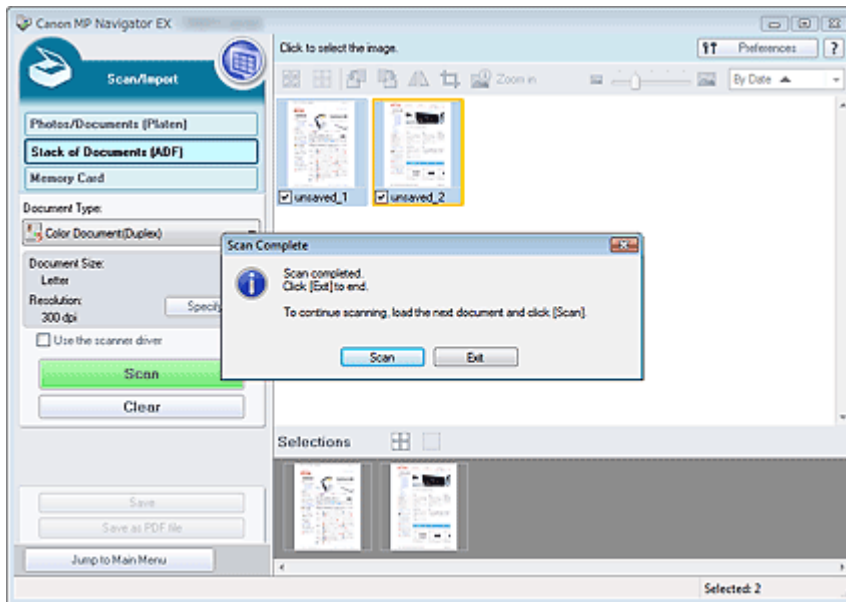 Canon MP Navigator EX
Scan/Import
Photos/Documents (Platen)
Stack of Documents (ADF)
Memory Card
Document Type:
Color Document(Duplex)
Document Size:
Letter
Resolution:
300 dpi
Specify
Use the scanner driver
Scan
Clear
Save
Save as PDF file
Jump to Main Menu
Click to select the image.
Preferences
?
Zoom in
By Date
unsaved_1
unsaved_2
Scan Complete
Scan completed.
Click [Exit] to end.
To continue scanning, load the next document and click [Scan].
Scan
Exit
Selections
Selected: 2